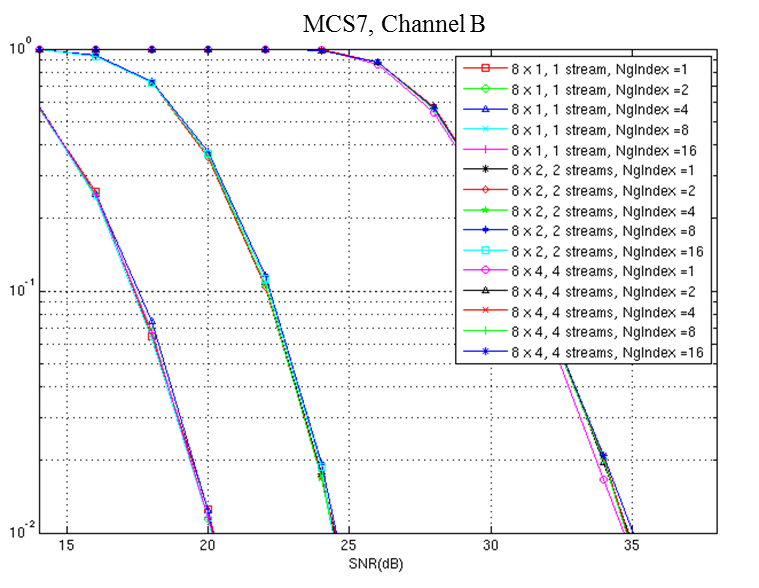 MCS7, Channel B
10^0
8 × 1, 1 stream, NgIndex =1
8 × 1, 1 stream, NgIndex =2
8 × 1, 1 stream, NgIndex =4
8 × 1, 1 stream, NgIndex =8
8 × 1, 1 stream, NgIndex =16
8 × 2, 2 streams, NgIndex =1
8 × 2, 2 streams, NgIndex =2
8 × 2, 2 streams, NgIndex =4
8 × 2, 2 streams, NgIndex =8
8 × 2, 2 streams, NgIndex =16
8 × 4, 4 streams, NgIndex =1
8 × 4, 4 streams, NgIndex =2
8 × 4, 4 streams, NgIndex =4
8 × 4, 4 streams, NgIndex =8
8 × 4, 4 streams, NgIndex =16
10^-1
10^-2
15 20 25 30 35
SNR(dB)